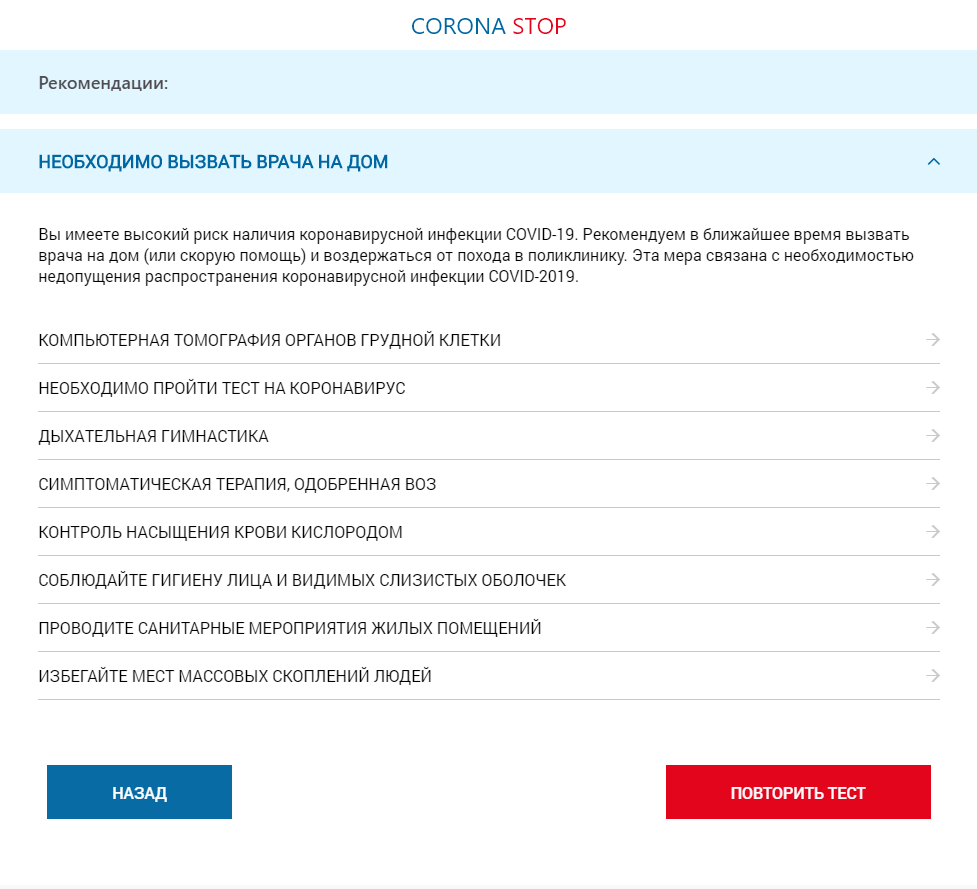 CORONA STOP
Рекомендации:
НЕОБХОДИМО ВЫЗВАТЬ ВРАЧА НА ДОМ
Вы имеете высокий риск наличия коронавирусной инфекции COVID-19. Рекомендуем в ближайшее время вызвать
врача на дом (или скорую помощь) и воздержаться от похода в поликлинику. Эта мера связана с необходимостью
недопущения распространения коронавирусной инфекции COVID-2019.
КОМПЬЮТЕРНАЯ ТОМОГРАФИЯ ОРГАНОВ ГРУДНОЙ КЛЕТКИ
НЕОБХОДИМО ПРОЙТИ ТЕСТ НА КОРОНАВИРУС
ДЫХАТЕЛЬНАЯ ГИМНАСТИКА
СИМПТОМАТИЧЕСКАЯ ТЕРАПИЯ, ОДОБРЕННАЯ ВОЗ
КОНТРОЛЬ НАСЫЩЕНИЯ КРОВИ КИСЛОРОДОМ
СОБЛЮДАЙТЕ ГИГИЕНУ ЛИЦА И ВИДИМЫХ СЛИЗИСТЫХ ОБОЛОЧЕК
ПРОВОДИТЕ САНИТАРНЫЕ МЕРОПРИЯТИЯ ЖИЛЫХ ПОМЕЩЕНИЙ
ИЗБЕГАЙТЕ МЕСТ МАССОВЫХ СКОПЛЕНИЙ ЛЮДЕЙ
НАЗАД
ПОВТОРИТЬ ТЕСТ